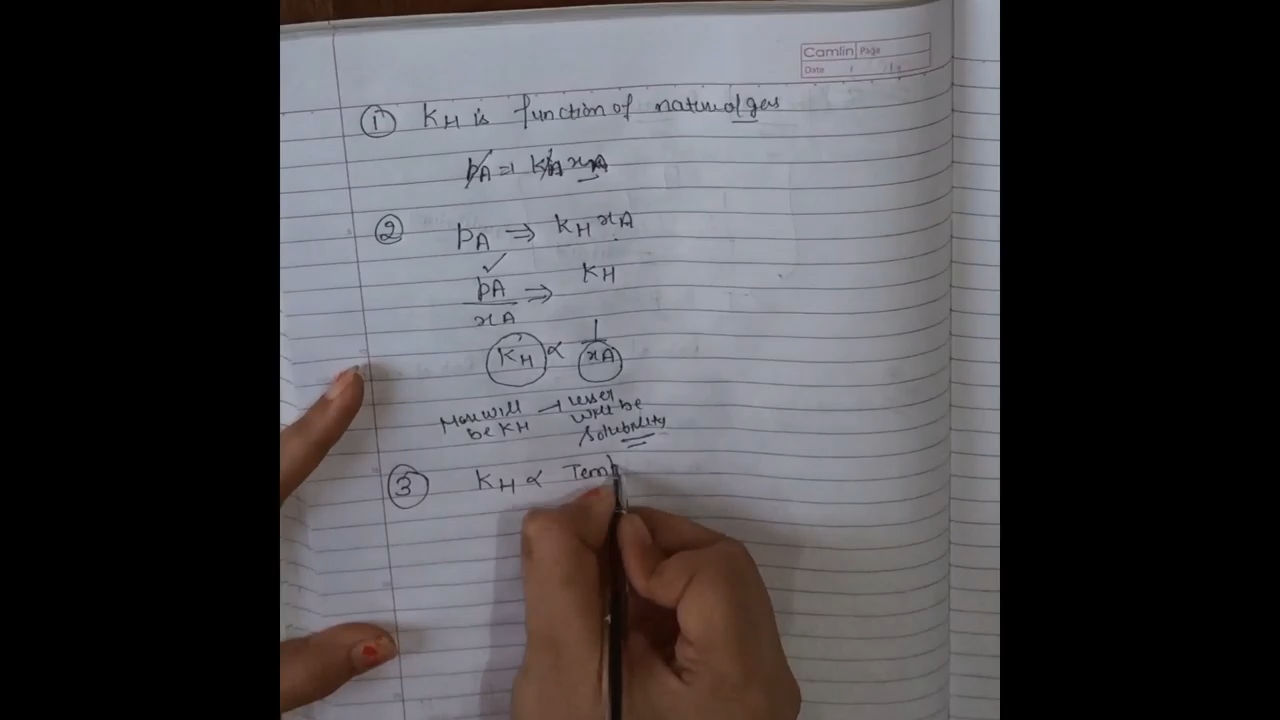 Camlin Page
Date
① KH is function of nature of gas
pA = KH xA
② pA ⇒ KH xA
✓
pA/xA ⇒ KH
KH ∝ 1/xA
More will be KH → lesser will be solubility
③ KH ∝ Temp